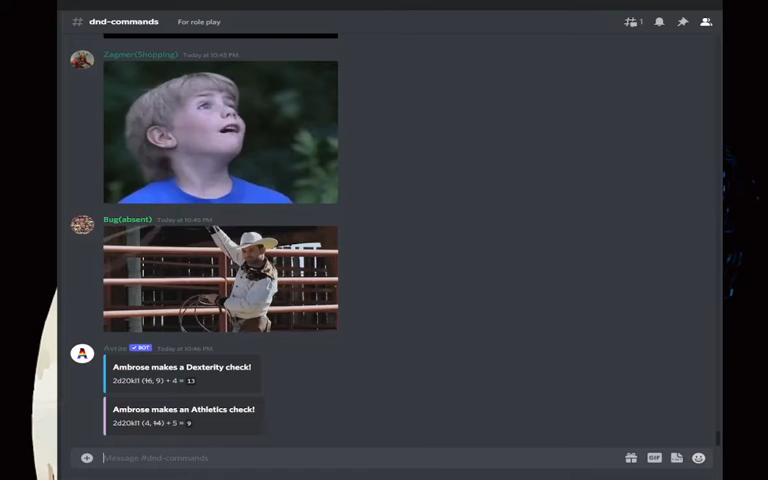 # dnd-commands For role play 1
Zagmer(Shopping) Today at 10:45 PM
Bug(absent) Today at 10:45 PM
Avrae ✓ BOT Today at 10:46 PM
Ambrose makes a Dexterity check!
2d20kl1 (16, 9) + 4 = 13
Ambrose makes an Athletics check!
2d20kl1 (4, 14) + 5 = 9
Message #dnd-commands
GIF